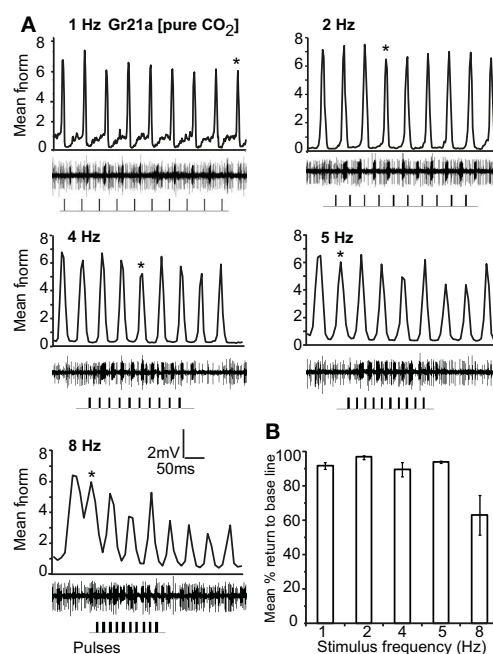 A
1 Hz Gr21a [pure CO2]
2 Hz
Mean fnorm
8
6
4
2
0
*
8
6
4
2
0
*
4 Hz
5 Hz
Mean fnorm
8
6
4
2
0
*
8
6
4
2
0
*
8 Hz
Mean fnorm
8
6
4
2
0
*
2mV
50ms
Pulses
B
Mean % return to base line
100
80
60
40
20
0
1 2 4 5 8
Stimulus frequency (Hz)